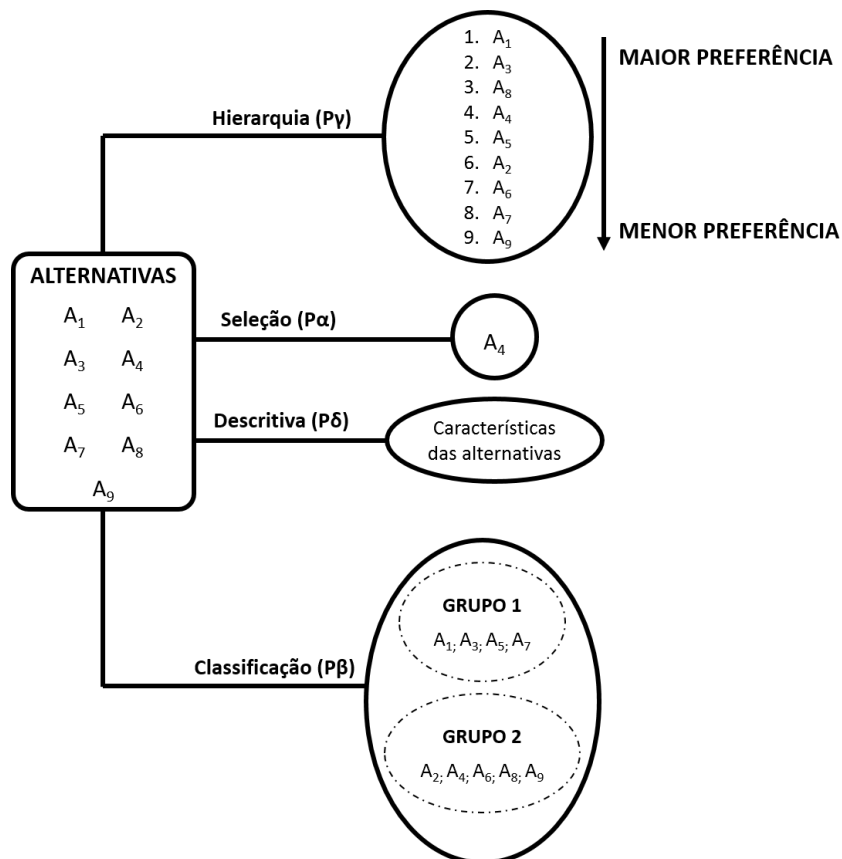 1. A₁
2. A₃
3. A₈
4. A₄
5. A₅
6. A₂
7. A₆
8. A₇
9. A₉
MAIOR PREFERÊNCIA
MENOR PREFERÊNCIA
Hierarquia (Pγ)
ALTERNATIVAS
A₁ A₂
A₃ A₄
A₅ A₆
A₇ A₈
A₉
Seleção (Pα)
A₄
Descritiva (Pδ)
Características
das alternativas
Classificação (Pβ)
GRUPO 1
A₁; A₃; A₅; A₇
GRUPO 2
A₂; A₄; A₆; A₈; A₉